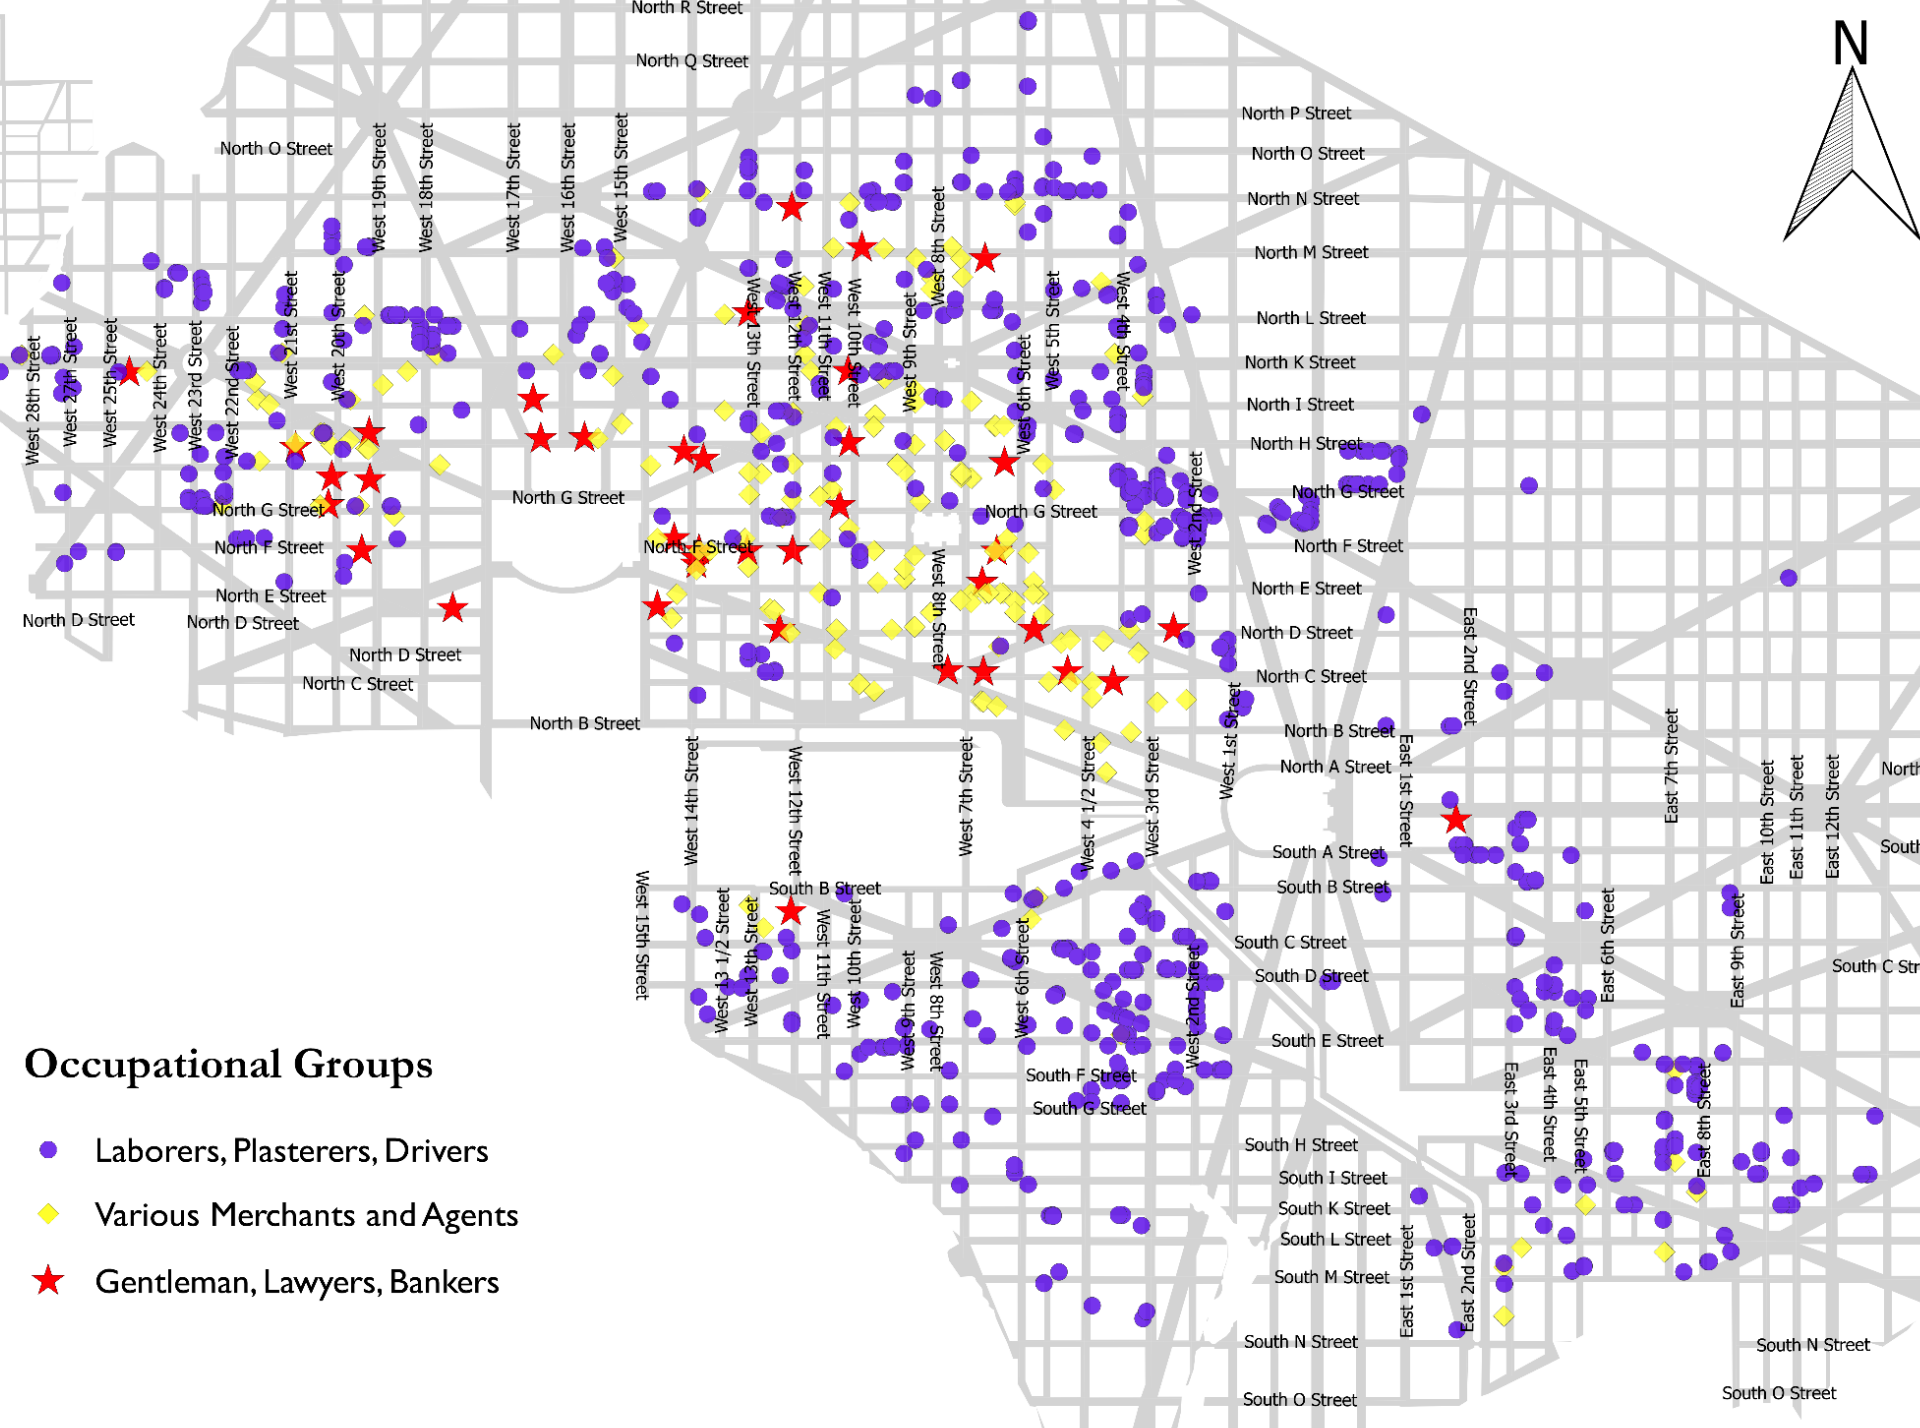 North R Street
N
North Q Street
North P Street
North O Street
North O Street
West 19th Street
West 18th Street
West 17th Street
West 16th Street
West 15th Street
North N Street
West 8th Street
North M Street
West 21st Street
West 20th Street
West 13th Street
West 12th Street
West 11th Street
West 10th Street
West 9th Street
West 5th Street
West 4th Street
North L Street
West 28th Street
West 27th Street
West 25th Street
West 24th Street
West 23rd Street
West 22nd Street
West 6th Street
North K Street
North I Street
North H Street
West 2nd Street
North G Street
North G Street
North G Street
North G Street
North F Street
North F Street
North F Street
West 8th Street
North E Street
North E Street
North D Street
North D Street
North D Street
North D Street
East 2nd Street
North C Street
North C Street
West 1st Street
North B Street
North B Street
East 7th Street
West 14th Street
West 12th Street
West 7th Street
West 4 1/2 Street
West 3rd Street
North A Street
East 1st Street
East 10th Street
East 11th Street
East 12th Street
North
South A Street
South
West 15th Street
West 13 1/2 Street
West 13th Street
South B Street
West 11th Street
West 10th Street
South B Street
East 6th Street
East 9th Street
West 9th Street
West 8th Street
West 6th Street
West 2nd Street
South C Street
South C Str
South D Street
South E Street
Occupational Groups
South F Street
South G Street
East 3rd Street
East 4th Street
East 5th Street
East 8th Street
Laborers, Plasterers, Drivers
South H Street
South I Street
Various Merchants and Agents
South K Street
East 1st Street
East 2nd Street
South L Street
Gentleman, Lawyers, Bankers
South M Street
South N Street
South N Street
South O Street
South O Street